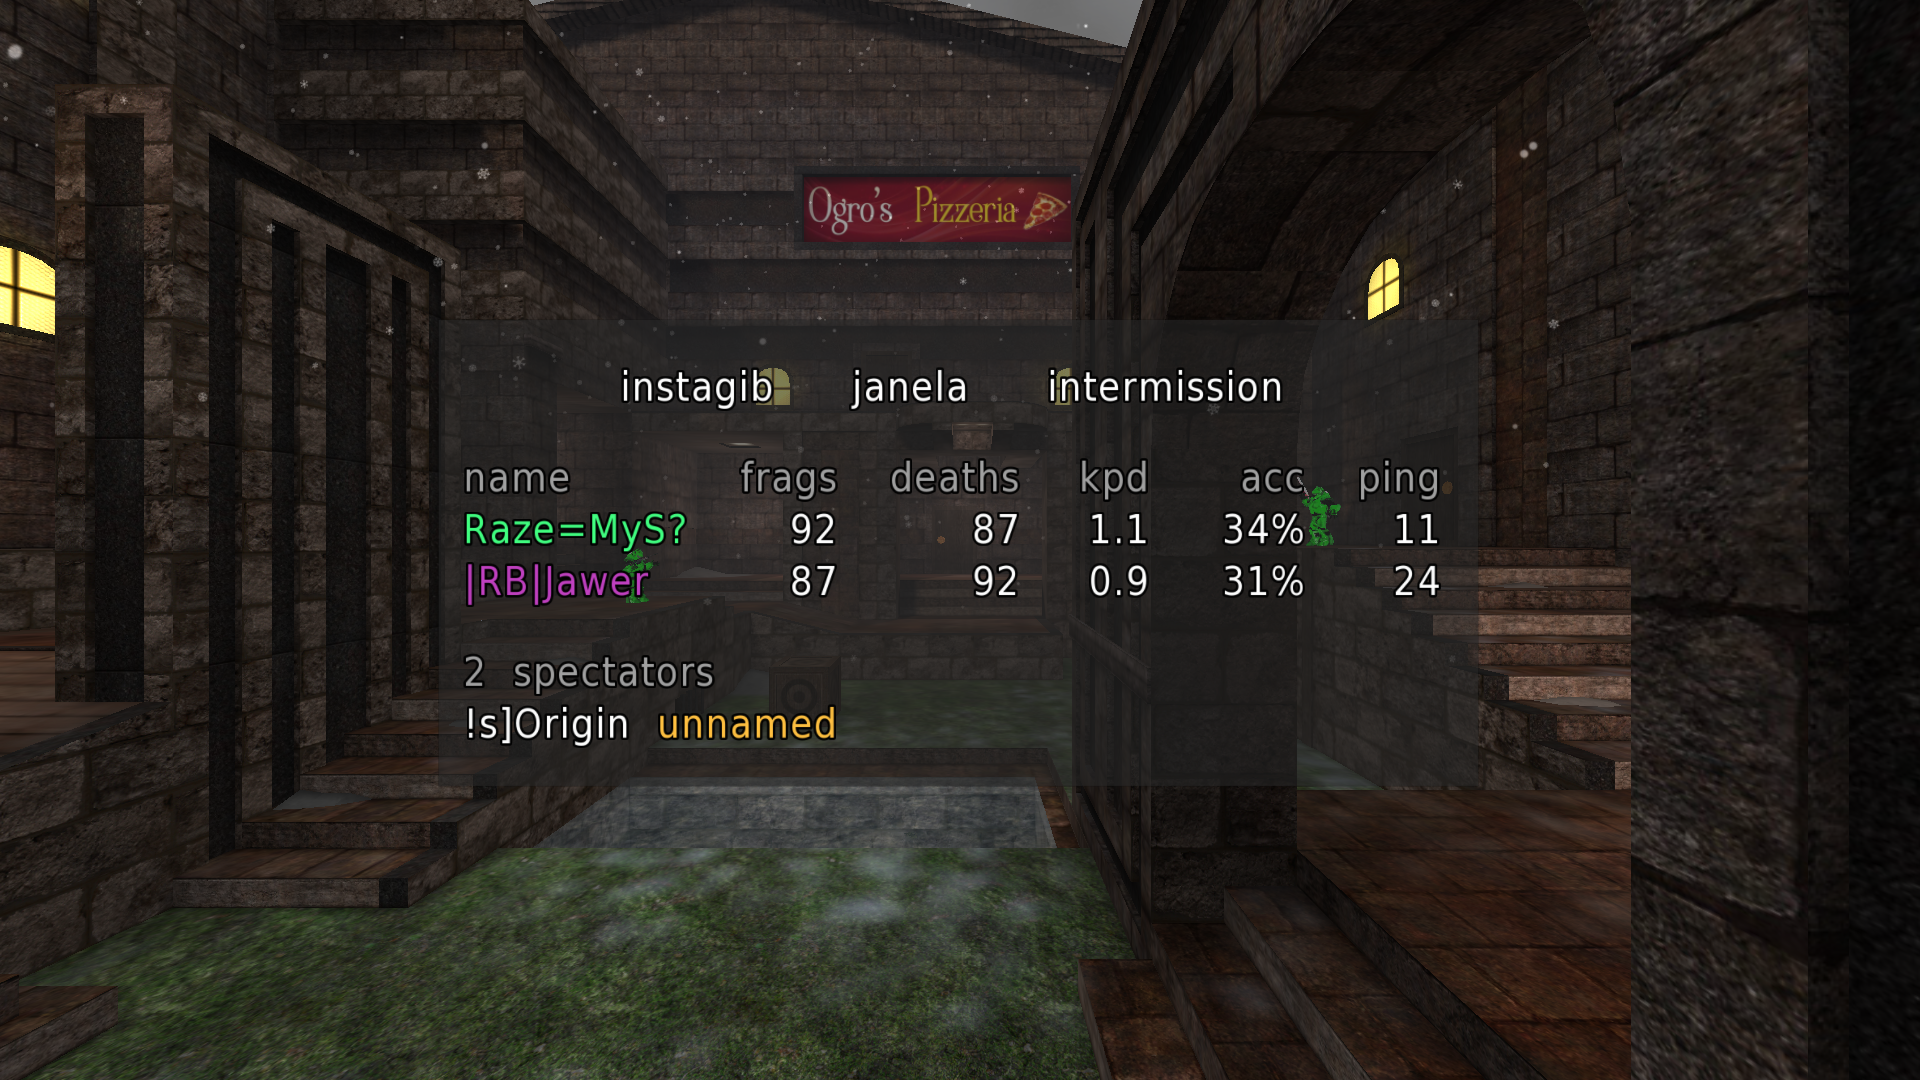 Ogro's Pizzeria
instagib janela intermission
name frags deaths kpd acc ping
Raze=MyS? 92 87 1.1 34% 11
|RB|Jawer 87 92 0.9 31% 24
2 spectators
!s]Origin unnamed